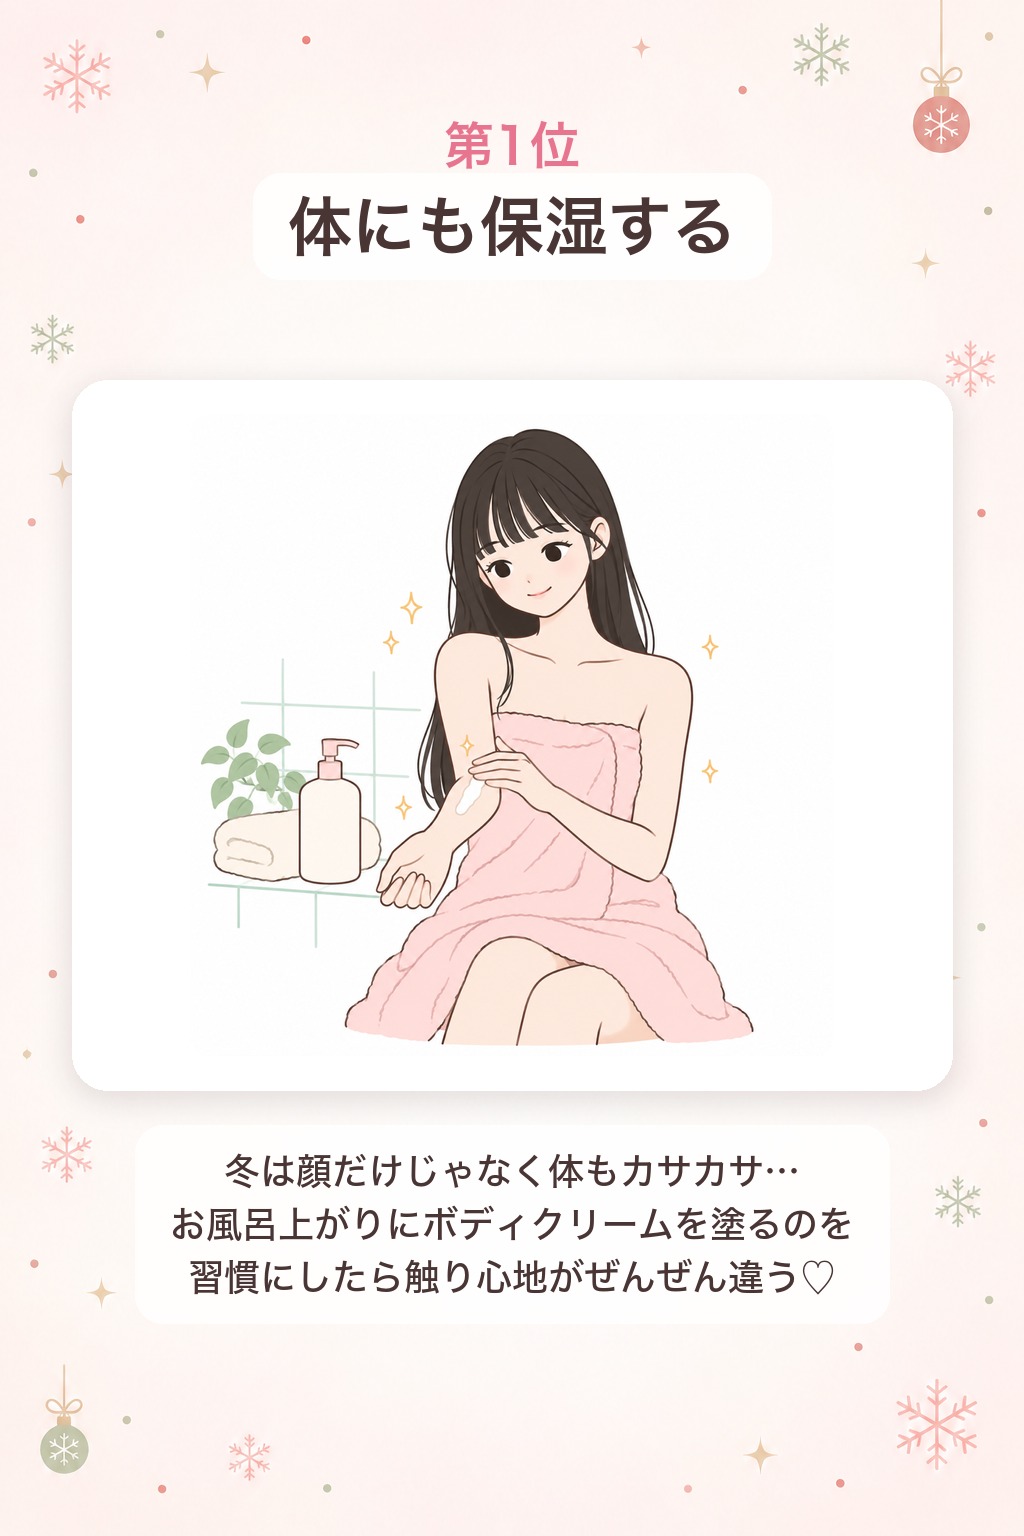 第1位
体にも保湿する
冬は顔だけじゃなく体もカサカサ…
お風呂上がりにボディクリームを塗るのを
習慣にしたら触り心地がぜんぜん違う♡